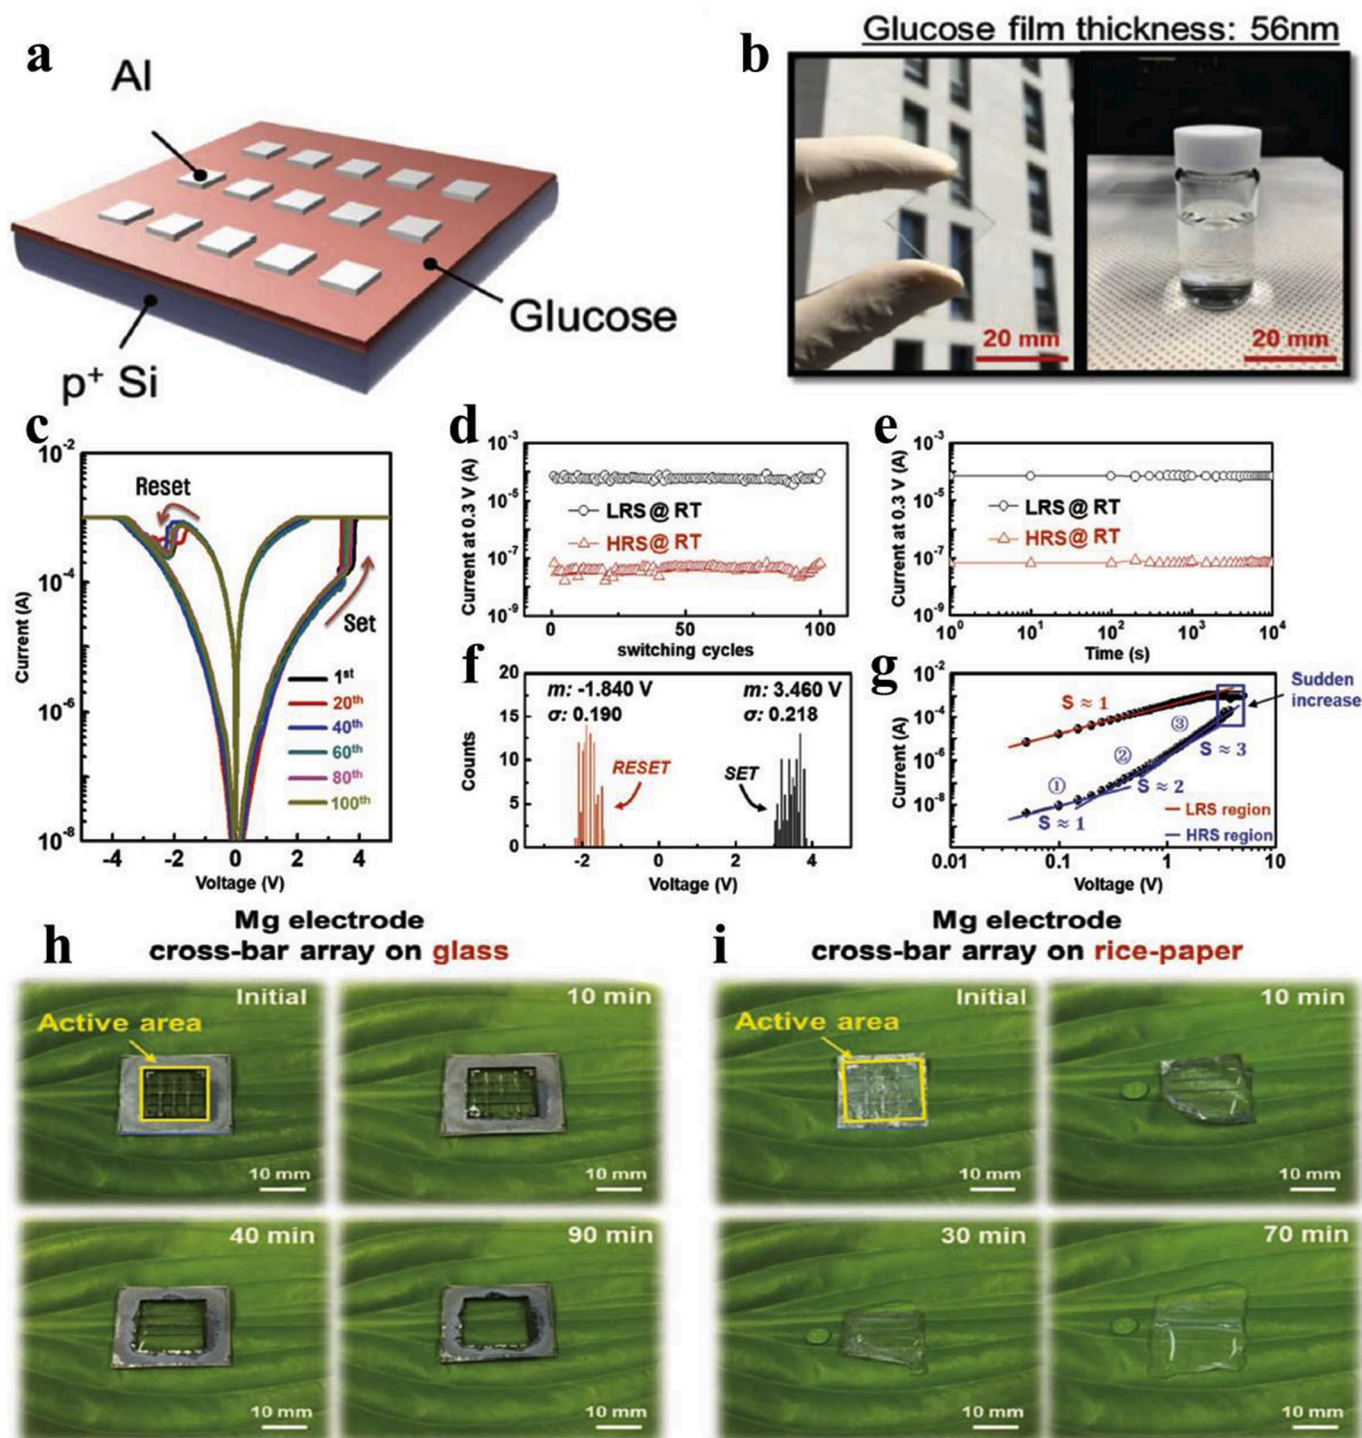 a
Al
Glucose
p⁺ Si
b
Glucose film thickness: 56nm
20 mm
20 mm
c
10⁻²
10⁻⁴
10⁻⁶
10⁻⁸
Current (A)
Reset
Set
1ˢᵗ
20ᵗʰ
40ᵗʰ
60ᵗʰ
80ᵗʰ
100ᵗʰ
-4 -2 0 2 4
Voltage (V)
d
10⁻³
10⁻⁵
10⁻⁷
10⁻⁹
Current at 0.3 V (A)
LRS@RT
HRS@RT
0 50 100
switching cycles
e
10⁻³
10⁻⁵
10⁻⁷
10⁻⁹
Current at 0.3 V (A)
LRS@RT
HRS@RT
10⁰ 10¹ 10² 10³ 10⁴
Time (s)
f
20
15
10
5
0
Counts
m: -1.840 V
σ: 0.190
m: 3.460 V
σ: 0.218
RESET
SET
-2 0 2 4
Voltage (V)
g
10⁻²
10⁻⁴
10⁻⁶
10⁻⁸
Current (A)
Sudden
increase
S ≈ 1
③
②
S ≈ 3
①
S ≈ 2
S ≈ 1
LRS region
HRS region
0.01 0.1 1 10
Voltage (V)
h
Mg electrode
cross-bar array on glass
Initial
Active area
10 mm
10 min
10 mm
40 min
10 mm
90 min
10 mm
i
Mg electrode
cross-bar array on rice-paper
Initial
Active area
10 mm
10 min
10 mm
30 min
10 mm
70 min
10 mm